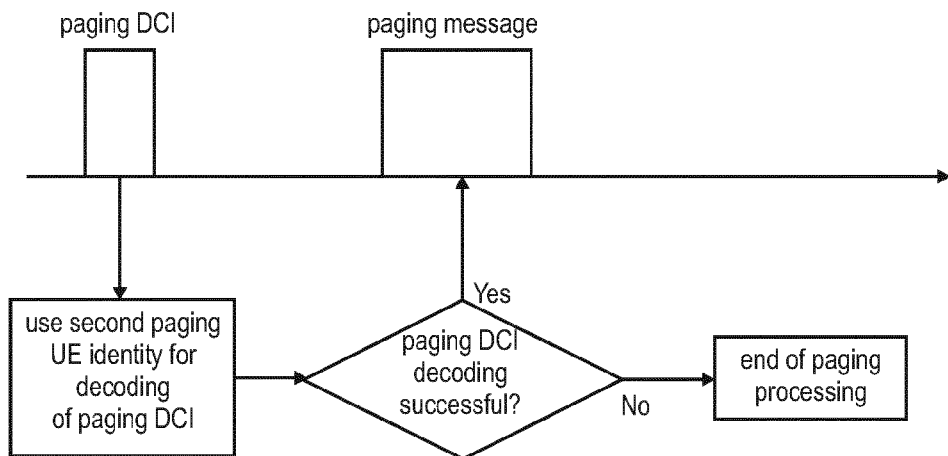 paging DCI
paging message
use second paging
UE identity for
decoding
of paging DCI
Yes
paging DCI
decoding
successful?
No
end of paging
processing